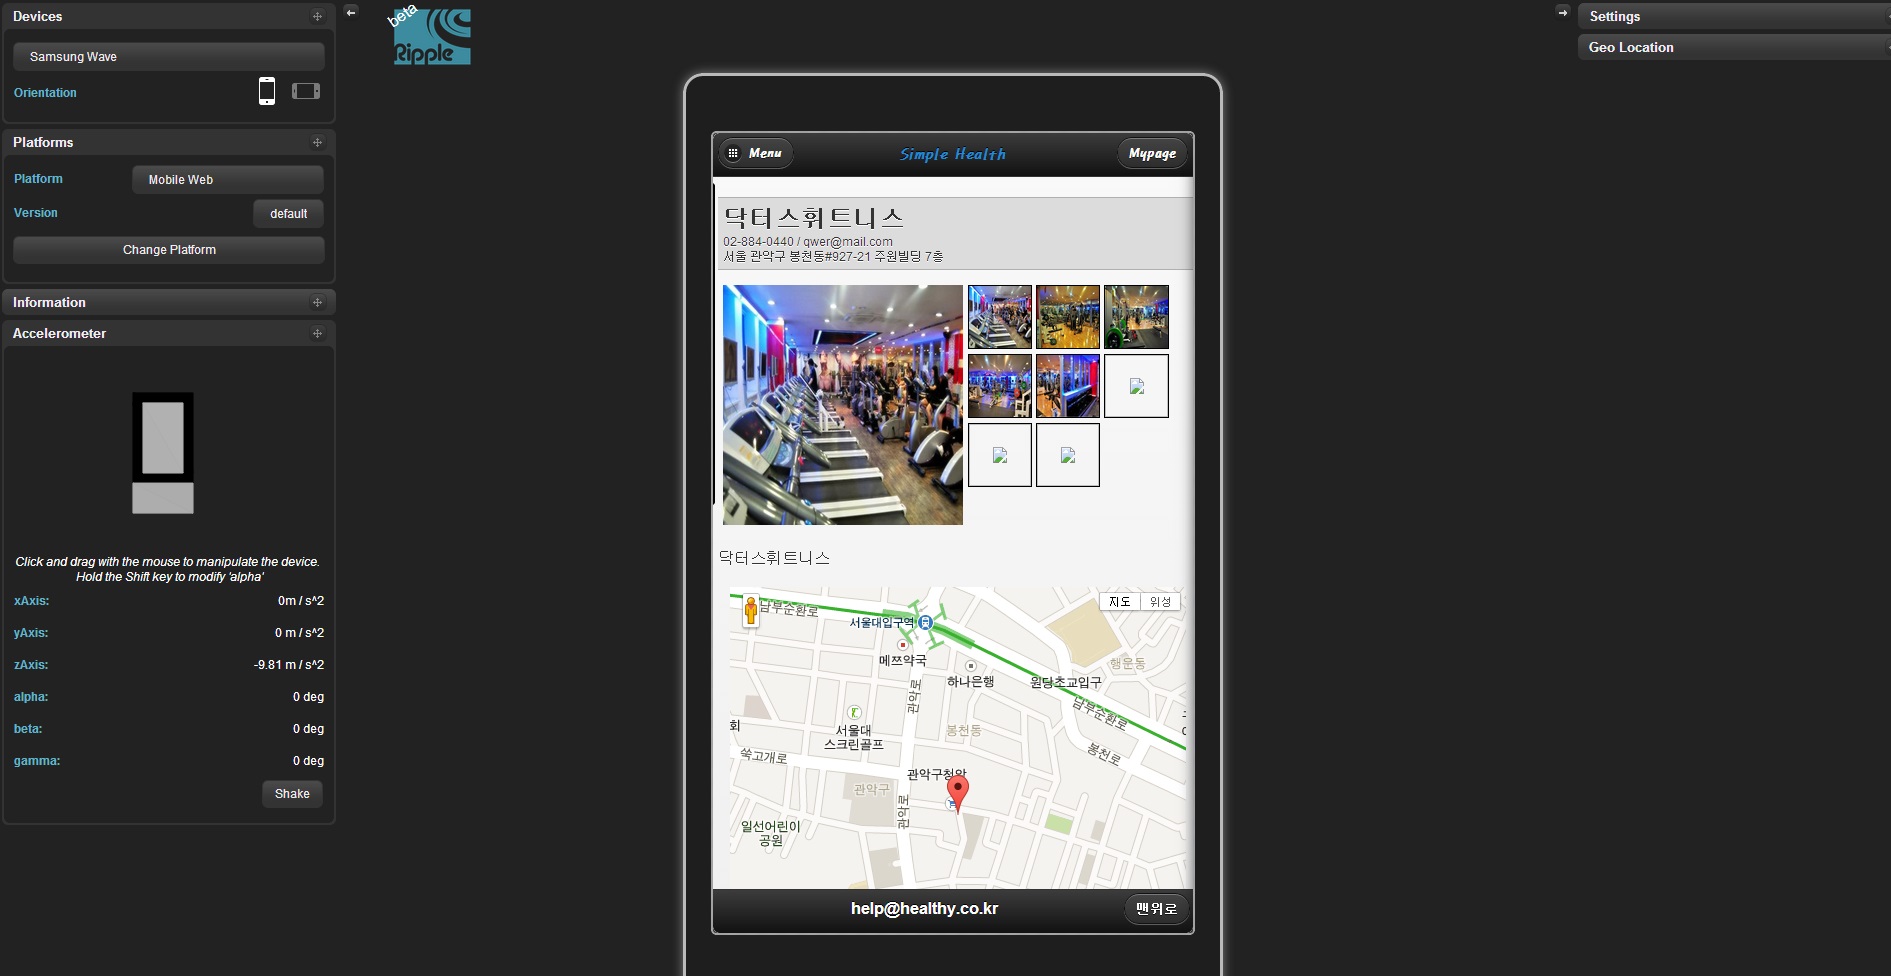 Devices
Samsung Wave
Orientation
Platforms
Platform
Mobile Web
Version
default
Change Platform
Information
Accelerometer
Click and drag with the mouse to manipulate the device.
Hold the Shift key to modify 'alpha'
xAxis:
0m / s^2
yAxis:
0 m / s^2
zAxis:
-9.81 m / s^2
alpha:
0 deg
beta:
0 deg
gamma:
0 deg
Shake
beta
Ripple
Menu
Simple Health
Mypage
닥터스휘트니스
02-884-0440 / qwer@mail.com
서울 관악구 봉천동#927-21 주원빌딩 7층
닥터스휘트니스
남부순환로
지도
위성
서울대입구역
메쯔약국
행운동
하나은행
원당초교입구
관악로
남부순환로
회
서울대
스크린골프
봉천동
봉천로
쑥고개로
관악구청앞
관악구
관악로
일선어린이
공원
help@healthy.co.kr
맨위로
Settings
Geo Location